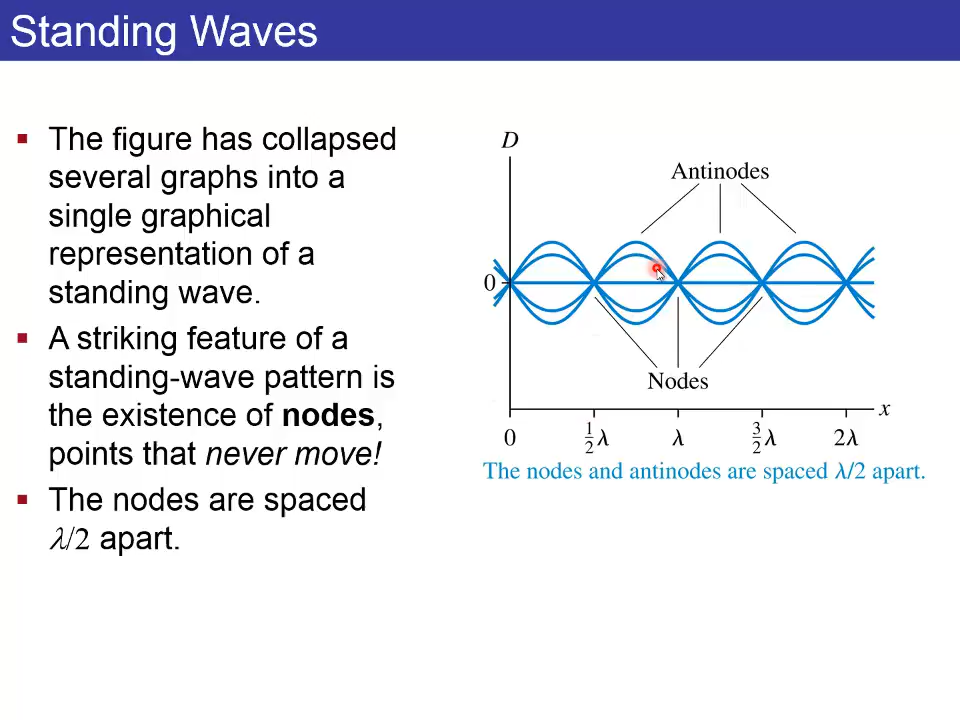 Standing Waves
▪ The figure has collapsed
several graphs into a
single graphical
representation of a
standing wave.
▪ A striking feature of a
standing-wave pattern is
the existence of nodes,
points that never move!
▪ The nodes are spaced
λ/2 apart.
D
Antinodes
0
Nodes
x
0 1/2 λ λ 3/2 λ 2λ
The nodes and antinodes are spaced λ/2 apart.